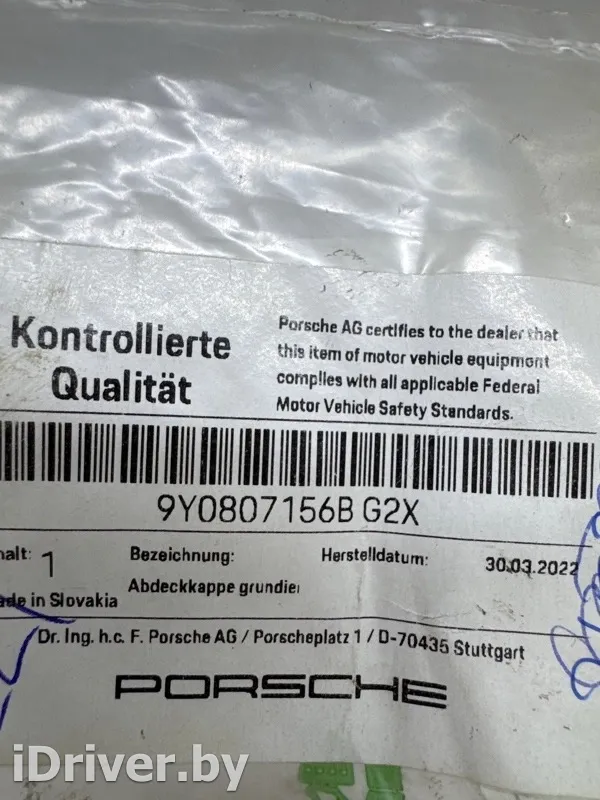 Kontrollierte
Qualität
Porsche AG certifies to the dealer that
this item of motor vehicle equipment
complies with all applicable Federal
Motor Vehicle Safety Standards.
9Y0807156B G2X
halt: 1
Bezeichnung:
Herstelldatum:
30.03.2022
Abdeckkappe grundier
ade in Slovakia
Dr. Ing. h.c. F. Porsche AG / Porscheplatz 1 / D-70435 Stuttgart
PORSCHE
iDriver.by